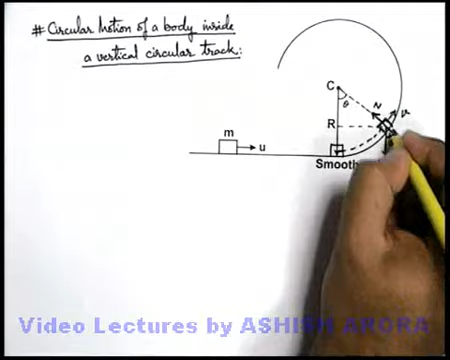 # Circular Motion of a body inside
a vertical circular track:
C
θ
N
v
R
m
u
Smooth
Video Lectures by ASHISH ARORA